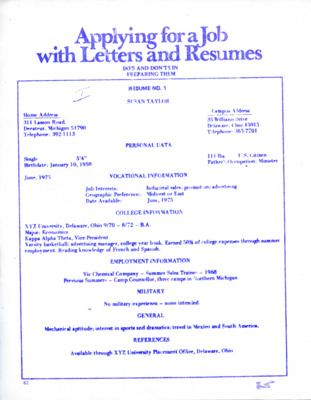 Applying for a Job
with Letters and Resumes
DO'S AND DON'TS IN
PREPARING THEM
RESUME NO. 1
SUSAN TAYLOR
Home Address
Campus Address
311 Lamon Road
35 Williams Drive
Decatur, Michigan 51790
Delaware, Ohio 43015
Telephone: 392-1113
Telephone: 363-7701
PERSONAL DATA
Single 5'4" 111 lbs. U.S. Citizen
Birthdate: January 10, 1950 Father's Occupation: Minister
June, 1975 VOCATIONAL INFORMATION
Job Interests: Industrial sales, promotion advertising
Geographic Preference: Midwest or East
Date Available: June, 1975
COLLEGE INFORMATION
XYZ University, Delaware, Ohio 9/70 - 6/72 - B.A.
Major: Economics
Kappa Alpha Theta, Vice President
Varsity basketball; advertising manager, college year book. Earned 50% of college expenses through summer
employment. Reading knowledge of French and Spanish.
EMPLOYMENT INFORMATION
Vic Chemical Company - Summer Sales Trainee - 1968
Previous Summers - Camp Counsellor, three camps in Northern Michigan
MILITARY
No military experience - none intended.
GENERAL
Mechanical aptitude; interest in sports and dramatics; travel in Mexico and South America.
REFERENCES
Available through XYZ University Placement Office, Delaware, Ohio